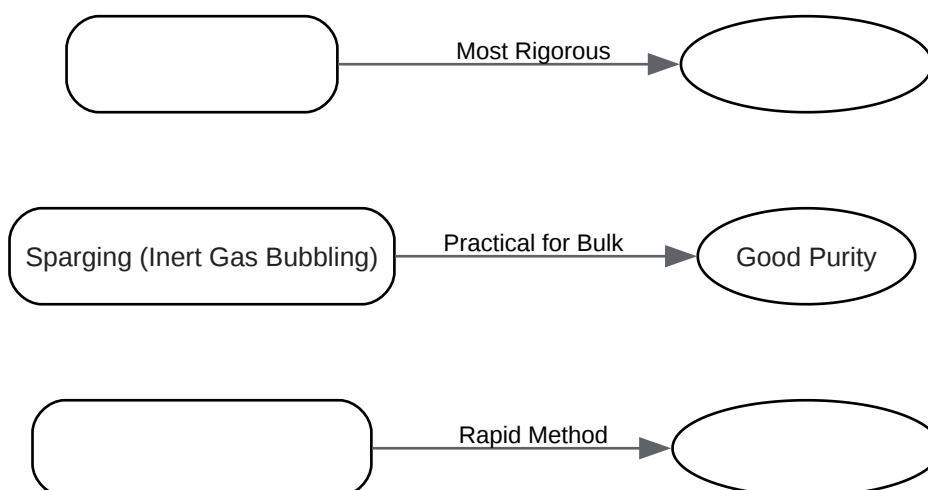 Most Rigorous
Sparging (Inert Gas Bubbling)
Practical for Bulk
Good Purity
Rapid Method